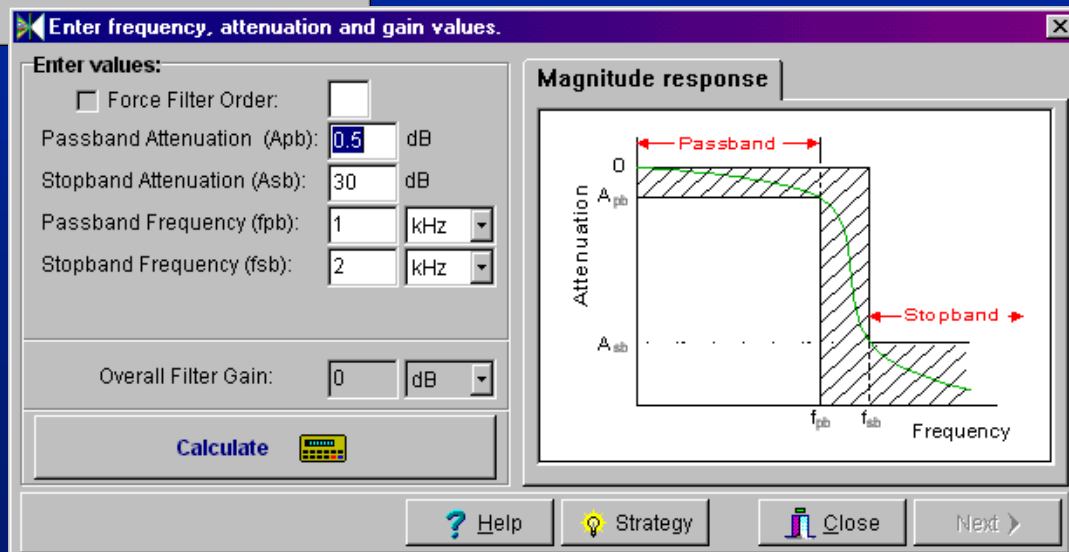 Enter frequency, attenuation and gain values.
Enter values:
Force Filter Order:
Passband Attenuation (Apb): 0.5 dB
Stopband Attenuation (Asb): 30 dB
Passband Frequency (fpb): 1 kHz
Stopband Frequency (fsb): 2 kHz
Overall Filter Gain: 0 dB
Calculate
Magnitude response
Passband
0
Apb
Attenuation
Stopband
Asb
fpb fsb
Frequency
Help Strategy Close Next